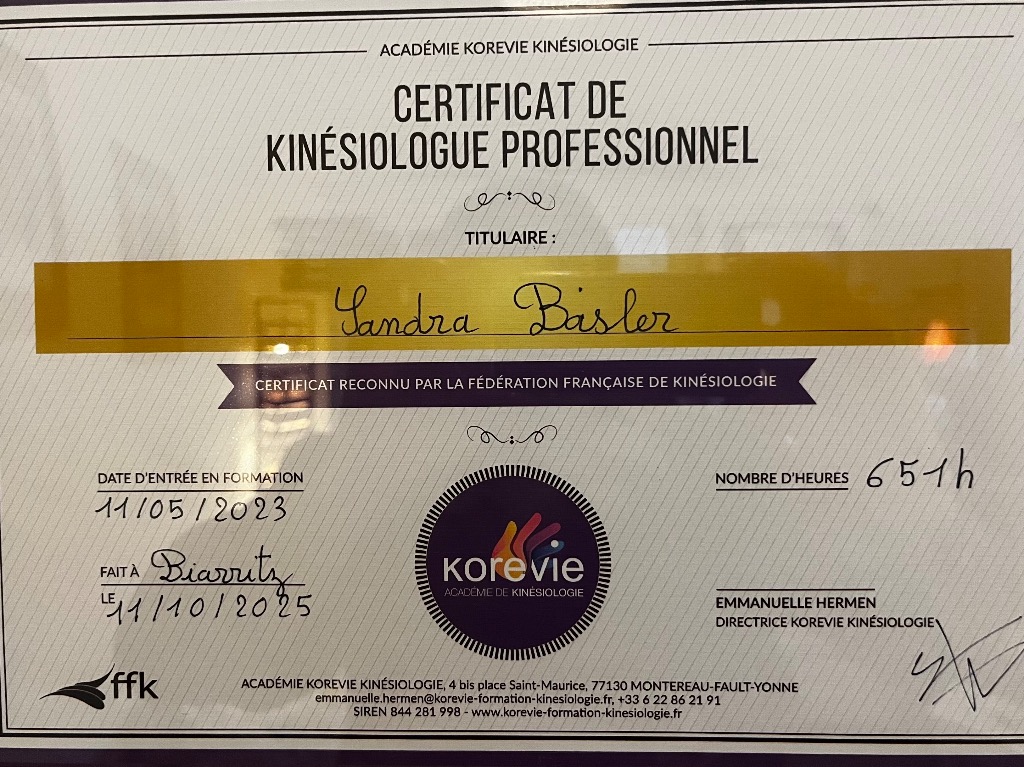 ACADÉMIE KOREVIE KINÉSIOLOGIE
CERTIFICAT DE
KINÉSIOLOGUE PROFESSIONNEL
TITULAIRE :
Sandra Bäsler
CERTIFICAT RECONNU PAR LA FÉDÉRATION FRANÇAISE DE KINÉSIOLOGIE
DATE D'ENTRÉE EN FORMATION
11/05/2023
NOMBRE D'HEURES 651h
FAIT À Biarritz
LE 11/10/2025
korevie
ACADÉMIE DE KINÉSIOLOGIE
EMMANUELLE HERMEN
DIRECTRICE KOREVIE KINÉSIOLOGIE
ffk
ACADÉMIE KOREVIE KINÉSIOLOGIE, 4 bis place Saint-Maurice, 77130 MONTEREAU-FAULT-YONNE
emmanuelle.hermen@korevie-formation-kinesiologie.fr, +33 6 22 86 21 91
SIREN 844 281 998 - www.korevie-formation-kinesiologie.fr